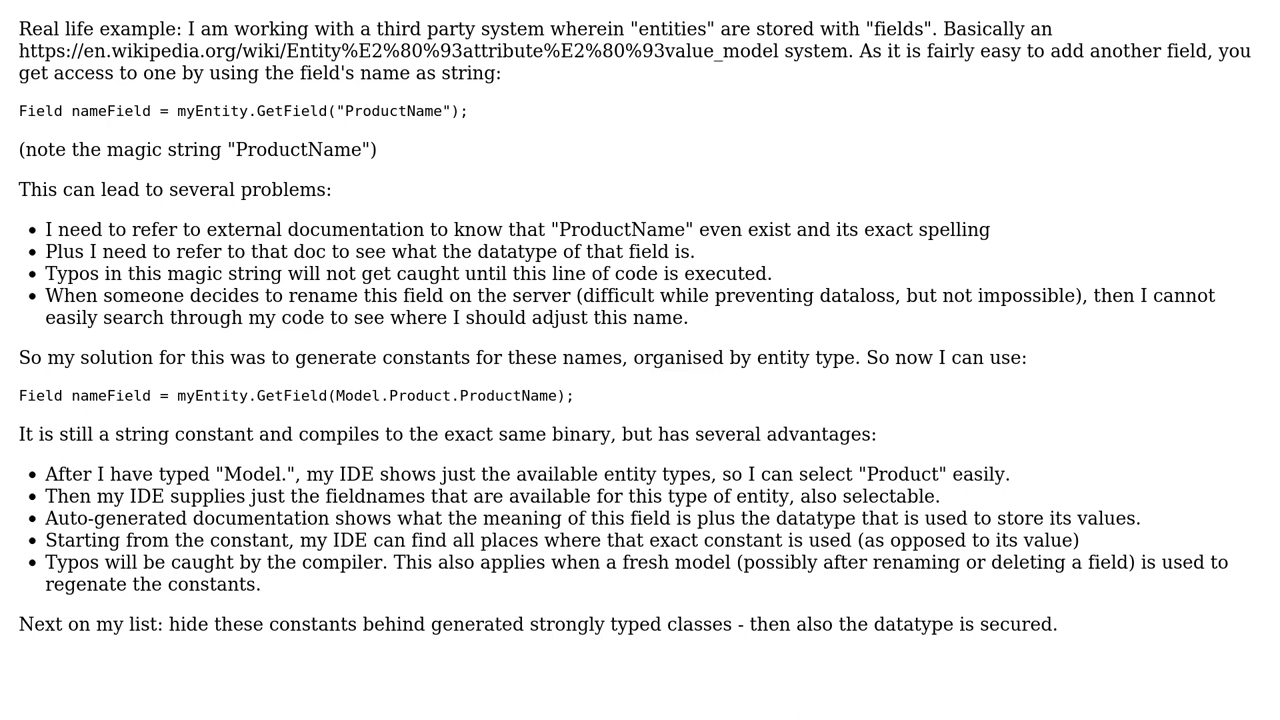 Real life example: I am working with a third party system wherein "entities" are stored with "fields". Basically an
https://en.wikipedia.org/wiki/Entity%E2%80%93attribute%E2%80%93value_model system. As it is fairly easy to add another field, you
get access to one by using the field's name as string:
Field nameField = myEntity.GetField("ProductName");
(note the magic string "ProductName")
This can lead to several problems:
• I need to refer to external documentation to know that "ProductName" even exist and its exact spelling
• Plus I need to refer to that doc to see what the datatype of that field is.
• Typos in this magic string will not get caught until this line of code is executed.
• When someone decides to rename this field on the server (difficult while preventing dataloss, but not impossible), then I cannot
easily search through my code to see where I should adjust this name.
So my solution for this was to generate constants for these names, organised by entity type. So now I can use:
Field nameField = myEntity.GetField(Model.Product.ProductName);
It is still a string constant and compiles to the exact same binary, but has several advantages:
• After I have typed "Model.", my IDE shows just the available entity types, so I can select "Product" easily.
• Then my IDE supplies just the fieldnames that are available for this type of entity, also selectable.
• Auto-generated documentation shows what the meaning of this field is plus the datatype that is used to store its values.
• Starting from the constant, my IDE can find all places where that exact constant is used (as opposed to its value)
• Typos will be caught by the compiler. This also applies when a fresh model (possibly after renaming or deleting a field) is used to
regenate the constants.
Next on my list: hide these constants behind generated strongly typed classes - then also the datatype is secured.